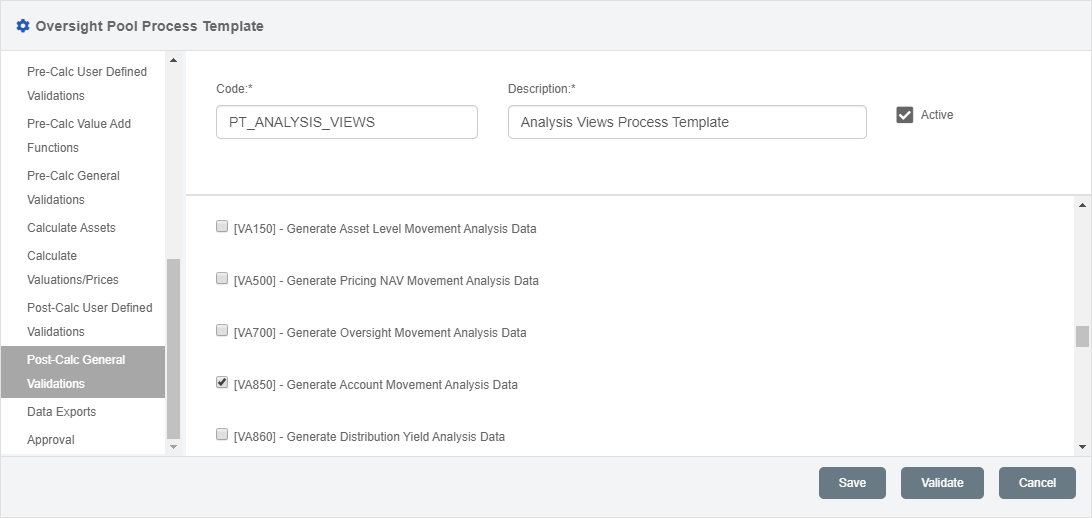 Oversight Pool Process Template
Pre-Calc User Defined
Validations
Pre-Calc Value Add
Functions
Pre-Calc General
Validations
Calculate Assets
Calculate
Valuations/Prices
Post-Calc User Defined
Validations
Post-Calc General
Validations
Data Exports
Approval
Code:*
PT_ANALYSIS_VIEWS
Description:*
Analysis Views Process Template
Active
[VA150] - Generate Asset Level Movement Analysis Data
[VA500] - Generate Pricing NAV Movement Analysis Data
[VA700] - Generate Oversight Movement Analysis Data
[VA850] - Generate Account Movement Analysis Data
[VA860] - Generate Distribution Yield Analysis Data
Save
Validate
Cancel